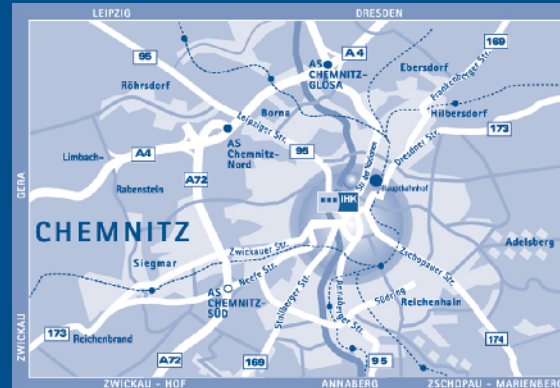 LEIPZIG
DRESDEN
95
A 4
169
AS
CHEMNITZ-
GLÖSA
Ebersdorf
Röhrsdorf
Frankenberger Str.
Borna
Hilbersdorf
Leipziger Str.
173
Limbach-
A4
AS
Chemnitz-
Nord
95
Str. der Nationen
Dresdner Str.
GERA
A72
Rabenstein
Hauptbahnhof
IHK
CHEMNITZ
Zwickauer Str.
Adelsberg
Siegmar
Neefe Str.
Zschopauer Str.
AS
CHEMNITZ-
SÜD
Stollberger Str.
Annaberger Str.
Südring
Reichenhain
173
Reichenbrand
ZWICKAU
A72
169
95
174
ZWICKAU - HOF
ANNABERG
ZSCHOPAU - MARIENBERG